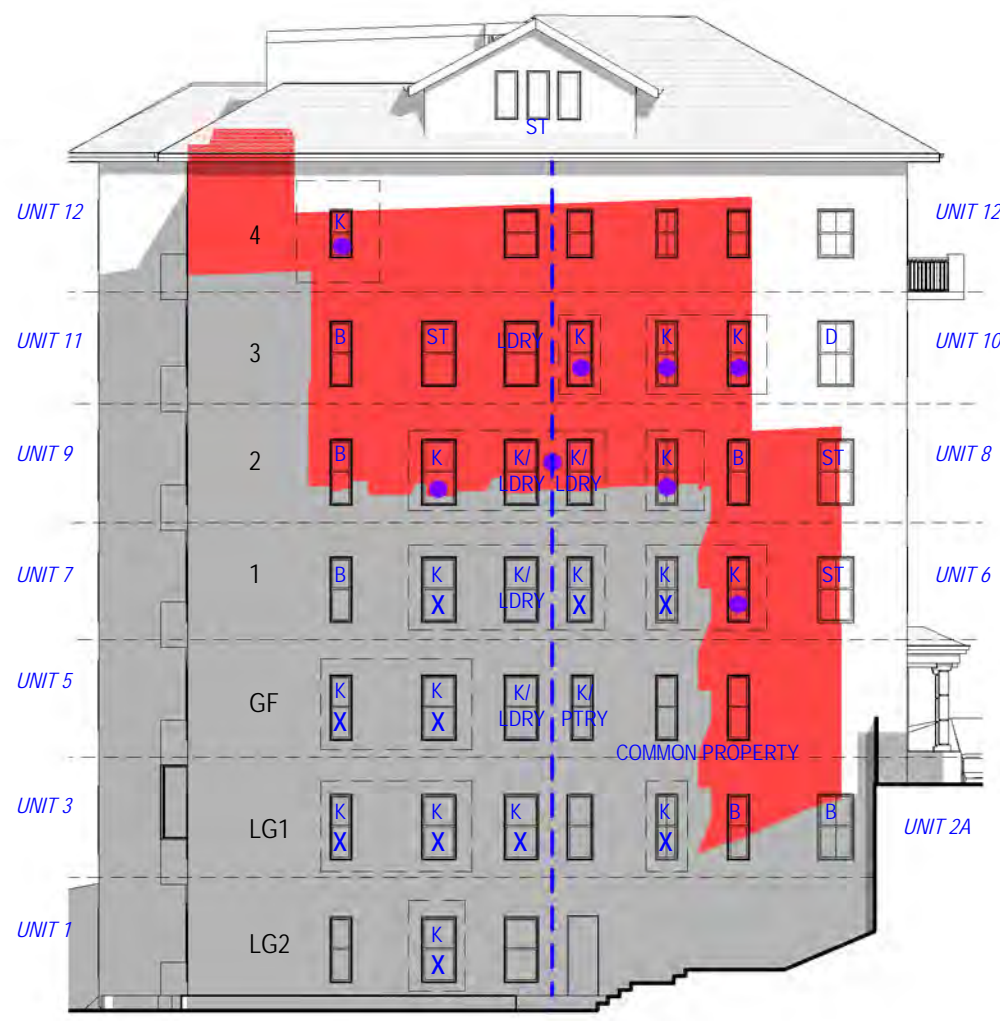 ST
UNIT 12 4 K UNIT 12
UNIT 11 3 B ST LDRY K K K D UNIT 10
UNIT 9 2 B K K/ K/ K B ST UNIT 8
LDRY LDRY
UNIT 7 1 B K K/ K K K ST UNIT 6
X LDRY X X
UNIT 5 GF K K K/ K/
X X LDRY PTRY
COMMON PROPERTY
UNIT 3 LG1 K K K K B B UNIT 2A
X X X X
UNIT 1 LG2 K
X